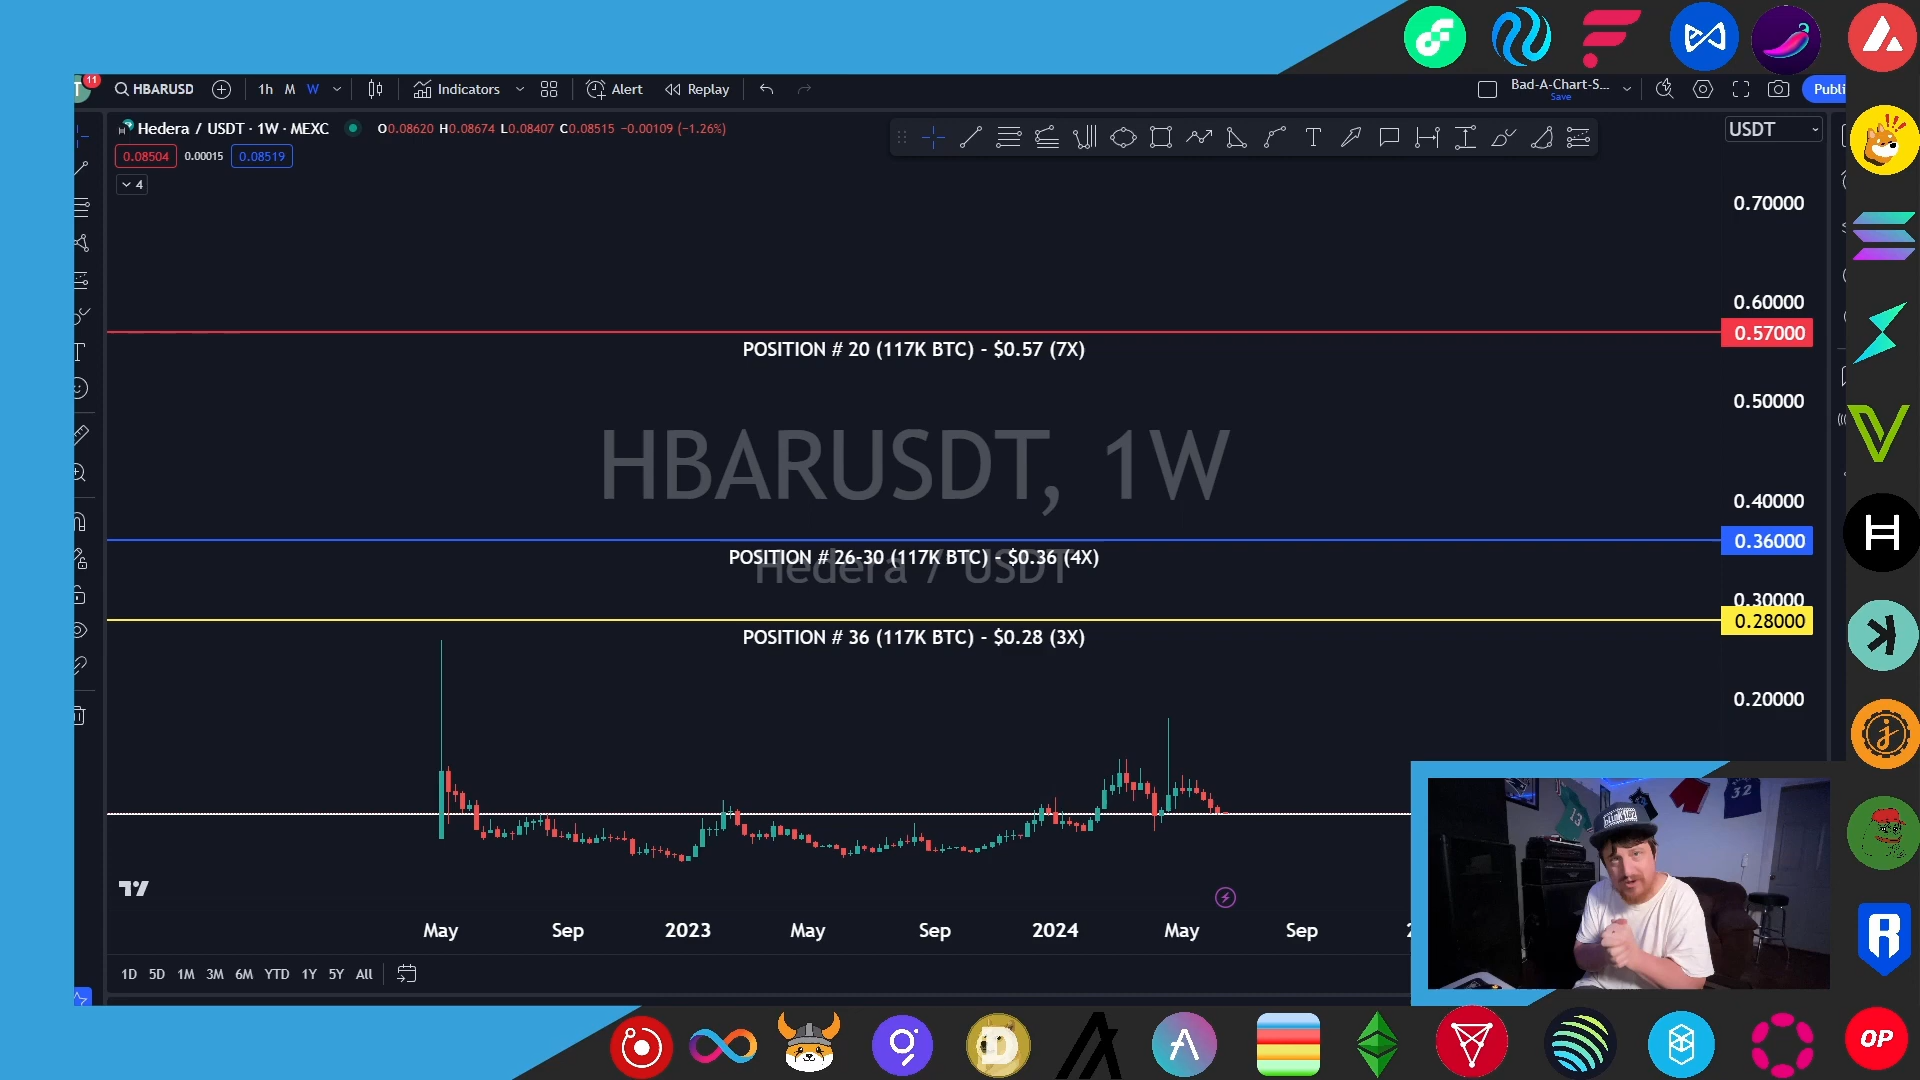 11
HBARUSD
1h M W
Indicators
Alert
Replay
Bad-A-Chart-S...
Save
Publi
Hedera / USDT · 1W · MEXC
O0.08620 H0.08674 L0.08407 C0.08515 −0.00109 (−1.26%)
0.08504 0.00015 0.08519
4
USDT
0.70000
0.60000
0.57000
POSITION # 20 (117K BTC) - $0.57 (7X)
0.50000
HBARUSDT, 1W
0.40000
0.36000
POSITION # 26-30 (117K BTC) - $0.36 (4X)
Hedera / USDT
0.30000
0.28000
POSITION # 36 (117K BTC) - $0.28 (3X)
0.20000
32
13
May Sep 2023 May Sep 2024 May Sep
1D 5D 1M 3M 6M YTD 1Y 5Y All
OP